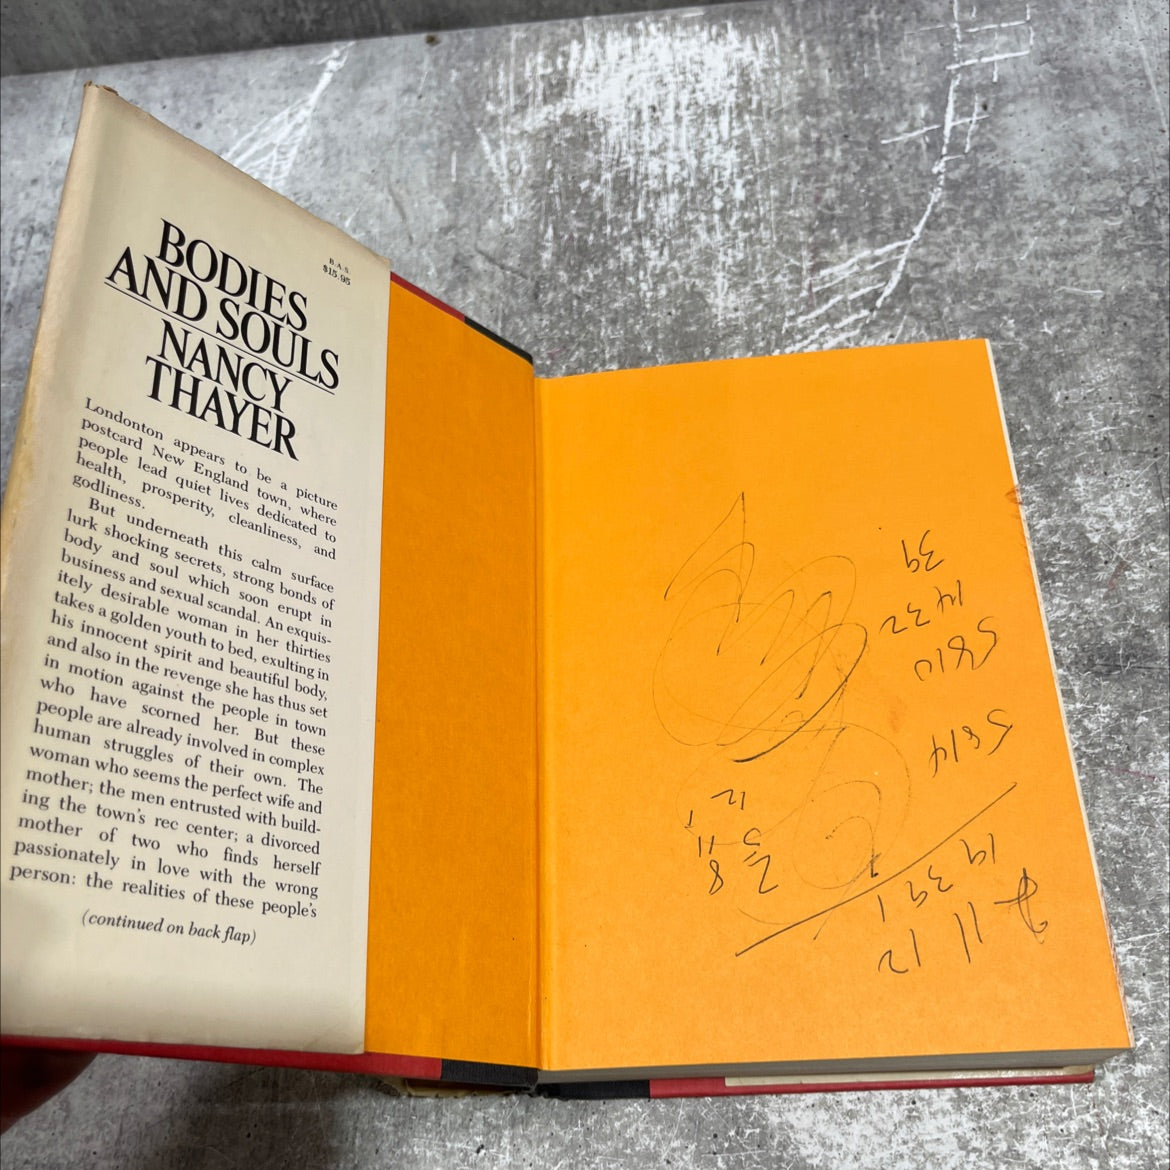 B.A.S.
$15.95
BODIES
AND SOULS
NANCY
THAYER
Londonton appears to be a picture
postcard New England town, where
people lead quiet lives dedicated to
health, prosperity, cleanliness, and
godliness.
But underneath this calm surface
lurk shocking secrets, strong bonds of
body and soul which soon erupt in
business and sexual scandal. An exquis-
itely desirable woman in her thirties
takes a golden youth to bed, exulting in
his innocent spirit and beautiful body,
and also in the revenge she has thus set
in motion against the people in town
who have scorned her. But these
people are already involved in complex
human struggles of their own. The
woman who seems the perfect wife and
mother; the men entrusted with build-
ing the town's rec center; a divorced
mother of two who finds herself
passionately in love with the wrong
person: the realities of these people's
(continued on back flap)
39
5814
12
8
11 12